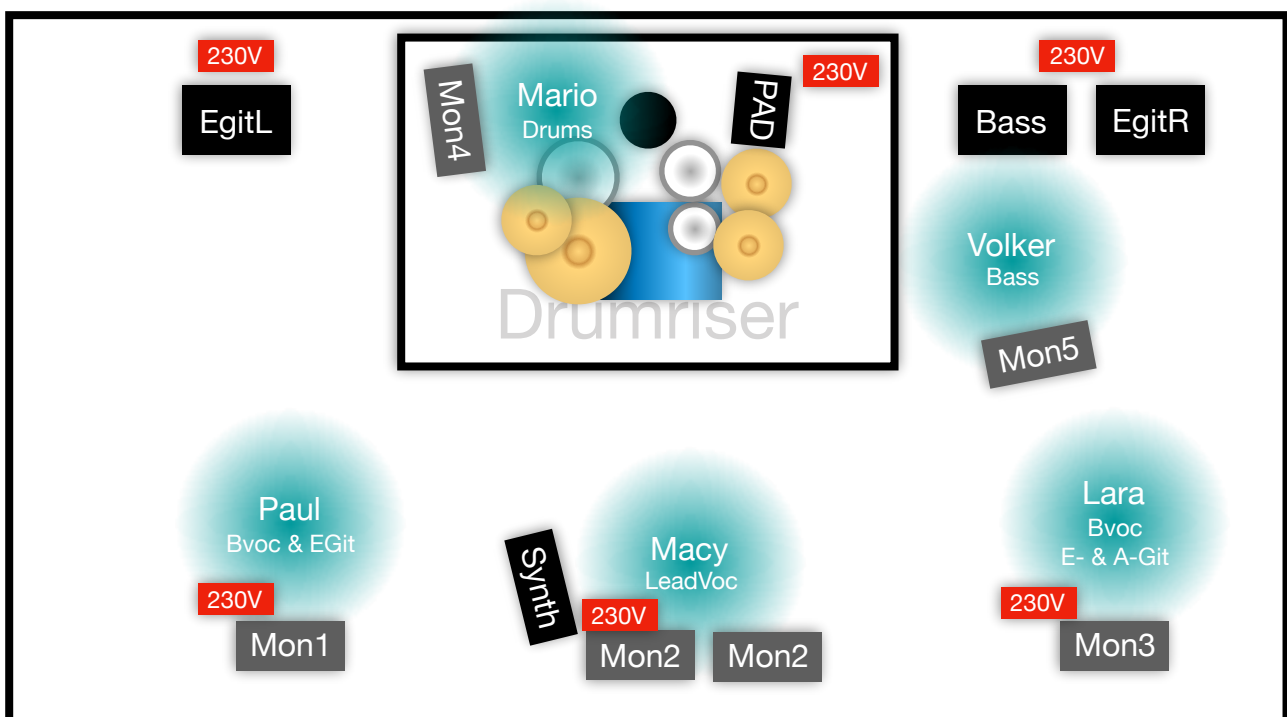 230V
EgitL
Mon4
Mario
Drums
PAD
230V
230V
Bass
EgitR
Drumriser
Volker
Bass
Mon5
Paul
Bvoc & EGit
230V
Mon1
Synth
Macy
LeadVoc
230V
Mon2
Mon2
Lara
Bvoc
E- & A-Git
230V
Mon3